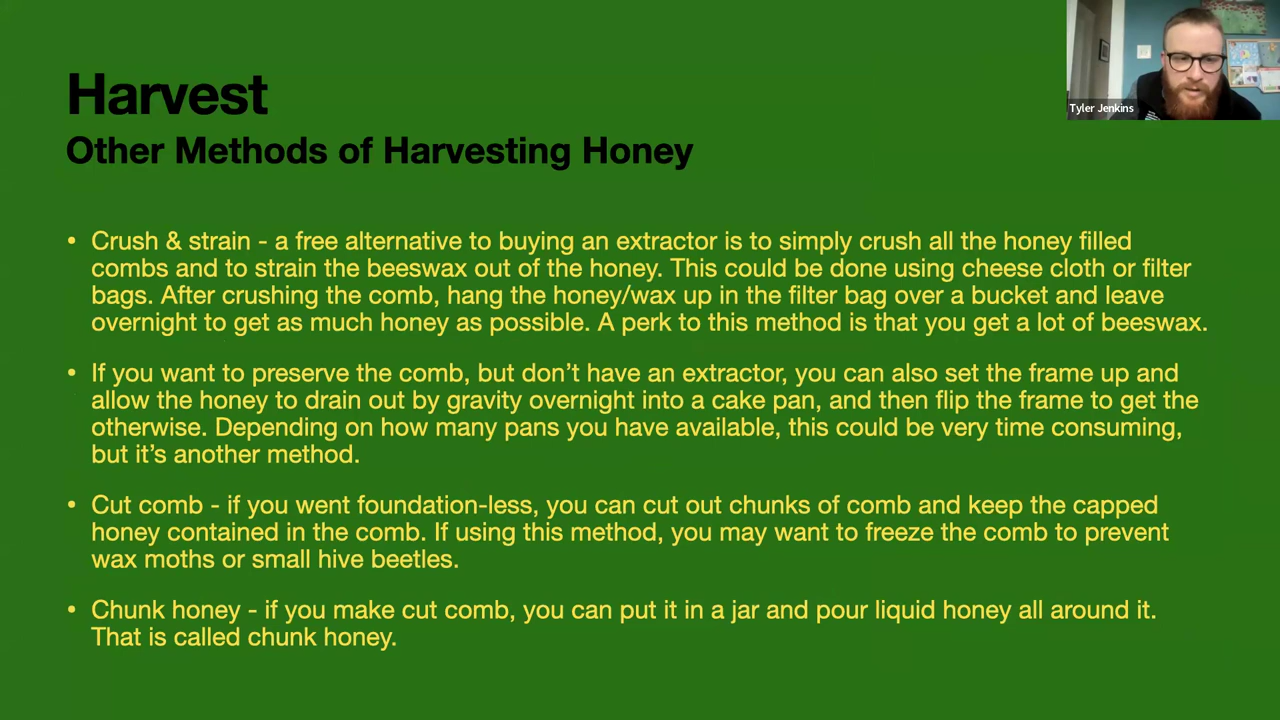 Harvest
Other Methods of Harvesting Honey
Tyler Jenkins
• Crush & strain - a free alternative to buying an extractor is to simply crush all the honey filled
combs and to strain the beeswax out of the honey. This could be done using cheese cloth or filter
bags. After crushing the comb, hang the honey/wax up in the filter bag over a bucket and leave
overnight to get as much honey as possible. A perk to this method is that you get a lot of beeswax.
• If you want to preserve the comb, but don’t have an extractor, you can also set the frame up and
allow the honey to drain out by gravity overnight into a cake pan, and then flip the frame to get the
otherwise. Depending on how many pans you have available, this could be very time consuming,
but it’s another method.
• Cut comb - if you went foundation-less, you can cut out chunks of comb and keep the capped
honey contained in the comb. If using this method, you may want to freeze the comb to prevent
wax moths or small hive beetles.
• Chunk honey - if you make cut comb, you can put it in a jar and pour liquid honey all around it.
That is called chunk honey.